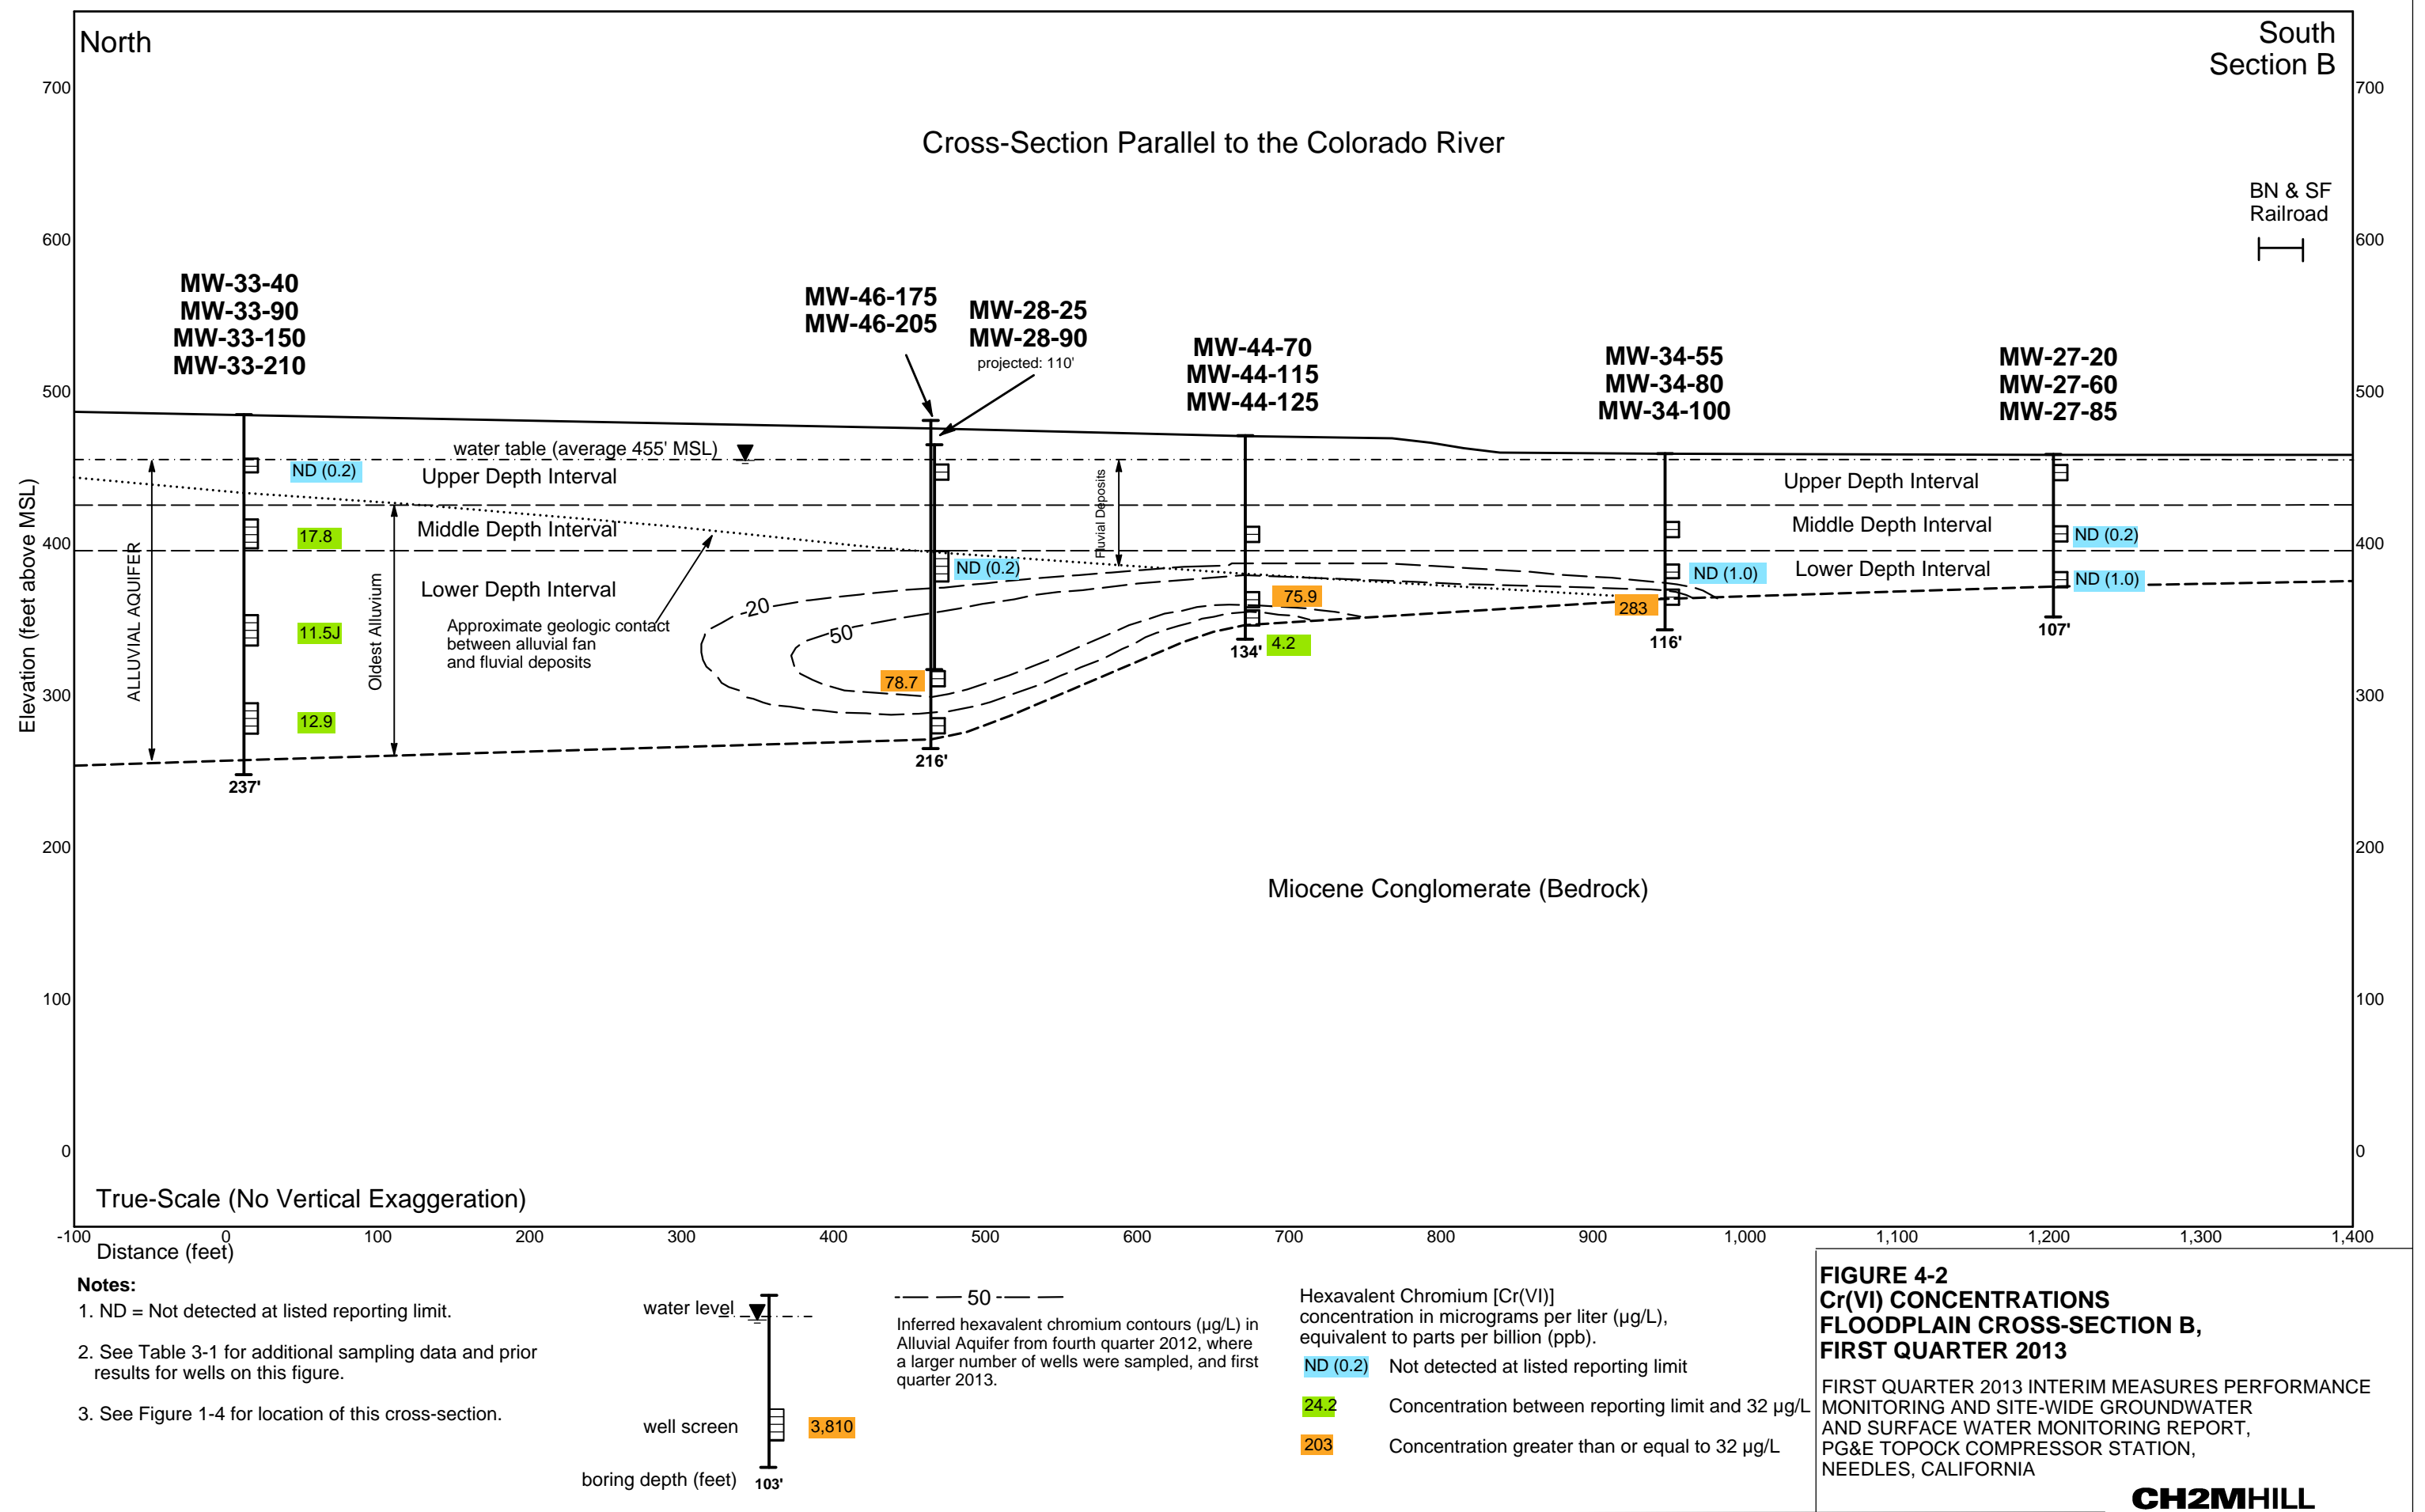 North
South
Section B
Cross-Section Parallel to the Colorado River
BN & SF
Railroad
700
600
500
400
300
200
100
0
Elevation (feet above MSL)
700
600
500
400
300
200
100
0
MW-33-40
MW-33-90
MW-33-150
MW-33-210
MW-46-175
MW-46-205
MW-28-25
MW-28-90
projected: 110'
MW-44-70
MW-44-115
MW-44-125
MW-34-55
MW-34-80
MW-34-100
MW-27-20
MW-27-60
MW-27-85
water table (average 455' MSL)
ND (0.2)
Upper Depth Interval
Upper Depth Interval
17.8
Middle Depth Interval
Middle Depth Interval
ND (0.2)
ALLUVIAL AQUIFER
Oldest Alluvium
Fluvial Deposits
Lower Depth Interval
ND (0.2)
ND (1.0)
Lower Depth Interval
ND (1.0)
20
50
75.9
283
Approximate geologic contact
between alluvial fan
and fluvial deposits
11.5J
4.2
134'
116'
107'
78.7
12.9
237'
216'
Miocene Conglomerate (Bedrock)
True-Scale (No Vertical Exaggeration)
-100
0
100
200
300
400
500
600
700
800
900
1,000
1,100
1,200
1,300
1,400
Distance (feet)
Notes:
1. ND = Not detected at listed reporting limit.
2. See Table 3-1 for additional sampling data and prior
results for wells on this figure.
3. See Figure 1-4 for location of this cross-section.
water level
well screen
3,810
boring depth (feet)
103'
50
Inferred hexavalent chromium contours (µg/L) in
Alluvial Aquifer from fourth quarter 2012, where
a larger number of wells were sampled, and first
quarter 2013.
Hexavalent Chromium [Cr(VI)]
concentration in micrograms per liter (µg/L),
equivalent to parts per billion (ppb).
ND (0.2) Not detected at listed reporting limit
24.2 Concentration between reporting limit and 32 µg/L
203 Concentration greater than or equal to 32 µg/L
FIGURE 4-2
Cr(VI) CONCENTRATIONS
FLOODPLAIN CROSS-SECTION B,
FIRST QUARTER 2013
FIRST QUARTER 2013 INTERIM MEASURES PERFORMANCE
MONITORING AND SITE-WIDE GROUNDWATER
AND SURFACE WATER MONITORING REPORT,
PG&E TOPOCK COMPRESSOR STATION,
NEEDLES, CALIFORNIA
CH2MHILL